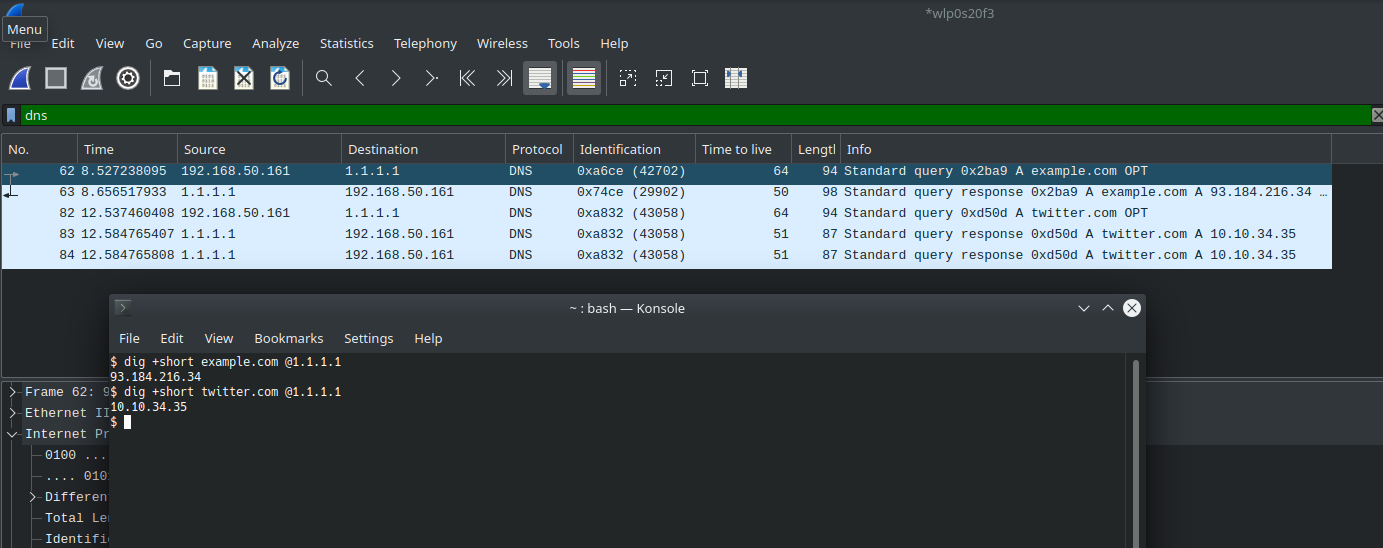 *wlp0s20f3
Menu
File Edit View Go Capture Analyze Statistics Telephony Wireless Tools Help
dns
No. Time Source Destination Protocol Identification Time to live Lengtl Info
62 8.527238095 192.168.50.161 1.1.1.1 DNS 0xa6ce (42702) 64 94 Standard query 0x2ba9 A example.com OPT
63 8.656517933 1.1.1.1 192.168.50.161 DNS 0x74ce (29902) 50 98 Standard query response 0x2ba9 A example.com A 93.184.216.34 …
82 12.537460408 192.168.50.161 1.1.1.1 DNS 0xa832 (43058) 64 94 Standard query 0xd50d A twitter.com OPT
83 12.584765407 1.1.1.1 192.168.50.161 DNS 0xa832 (43058) 51 87 Standard query response 0xd50d A twitter.com A 10.10.34.35
84 12.584765808 1.1.1.1 192.168.50.161 DNS 0xa832 (43058) 51 87 Standard query response 0xd50d A twitter.com A 10.10.34.35
~ : bash — Konsole
File Edit View Bookmarks Settings Help
$ dig +short example.com @1.1.1.1
93.184.216.34
$ dig +short twitter.com @1.1.1.1
10.10.34.35
$
Frame 62: 9
Ethernet II
Internet Pr
0100 ...
.... 010
Differen
Total Le
Identifi